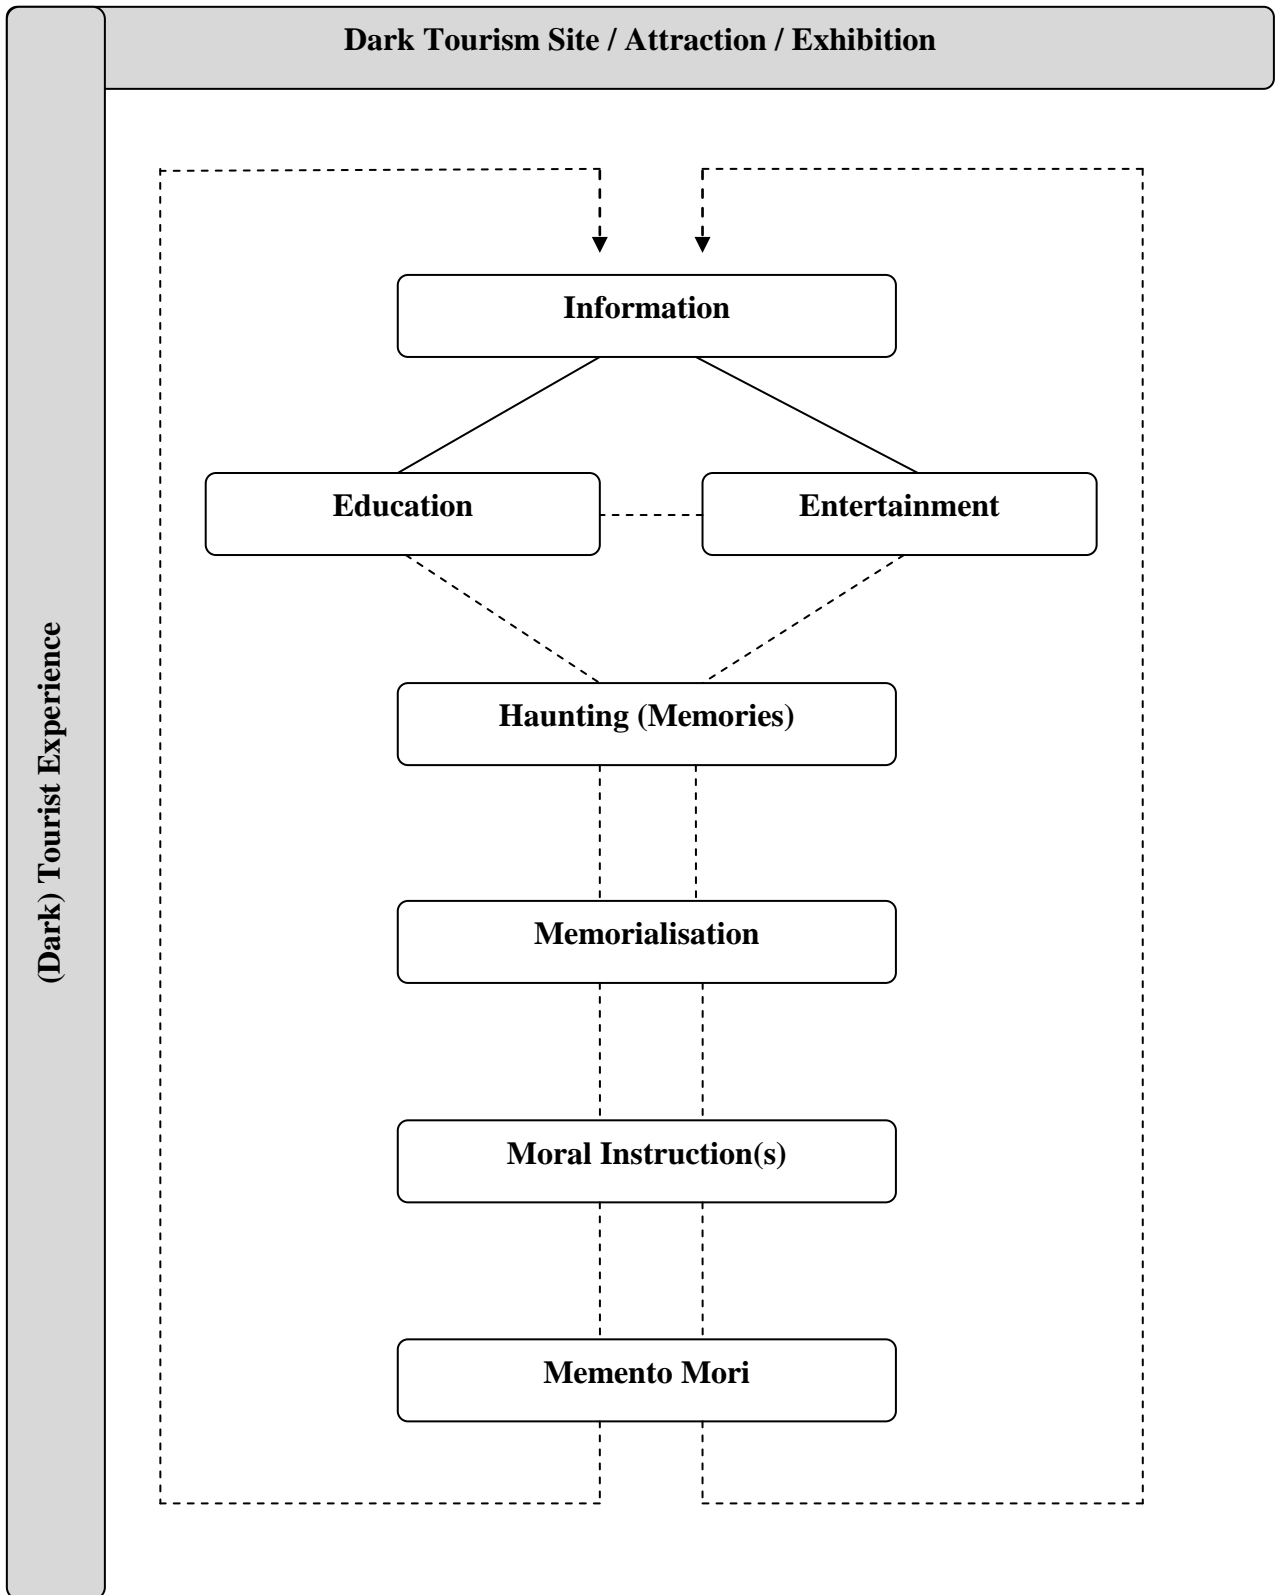 Dark Tourism Site / Attraction / Exhibition
(Dark) Tourist Experience
Information
Education
Entertainment
Haunting (Memories)
Memorialisation
Moral Instruction(s)
Memento Mori